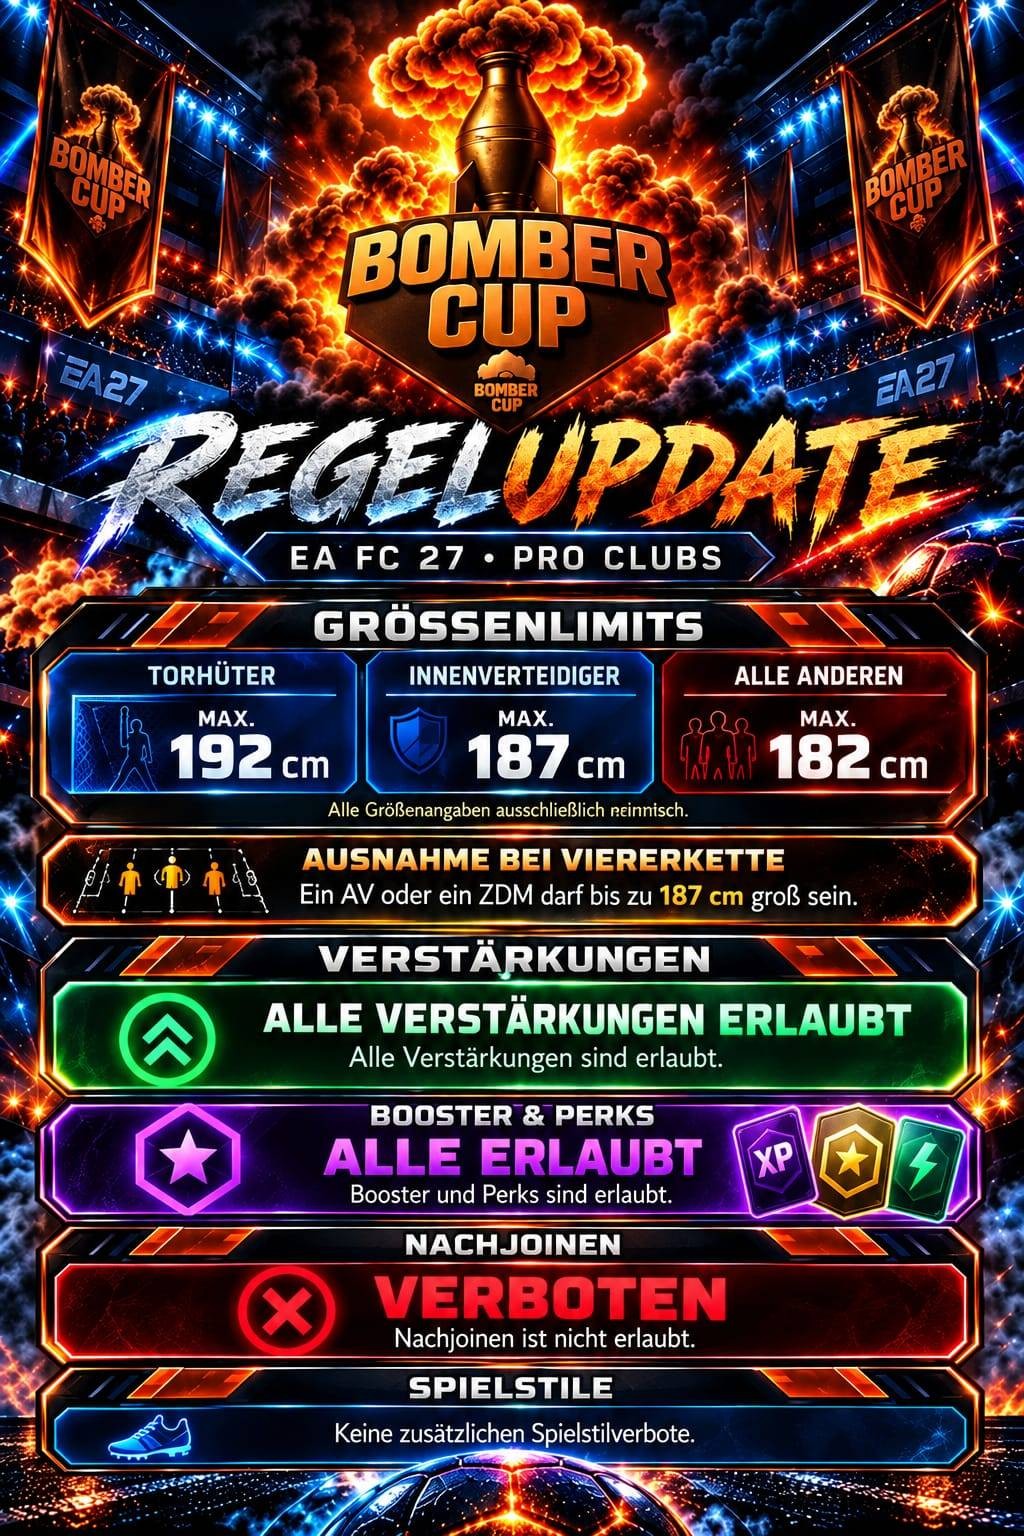 BOMBER
CUP
BOMBER
CUP
BOMBER
CUP
BOMBER
CUP
EA27
EA27
REGELUPDATE
EA FC 27 • PRO CLUBS
GRÖSSENLIMITS
TORHÜTER
MAX.
192 cm
INNENVERTEIDIGER
MAX.
187 cm
ALLE ANDEREN
MAX.
182 cm
Alle Größenangaben ausschließlich
AUSNAHME BEI VIERERKETTE
Ein AV oder ein ZDM darf bis zu 187 cm groß sein.
VERSTÄRKUNGEN
ALLE VERSTÄRKUNGEN ERLAUBT
Alle Verstärkungen sind erlaubt.
BOOSTER & PERKS
ALLE ERLAUBT
Booster und Perks sind erlaubt.
XP
NACHJOINEN
VERBOTEN
Nachjoinen ist nicht erlaubt.
SPIELSTILE
Keine zusätzlichen Spielstilverbote.